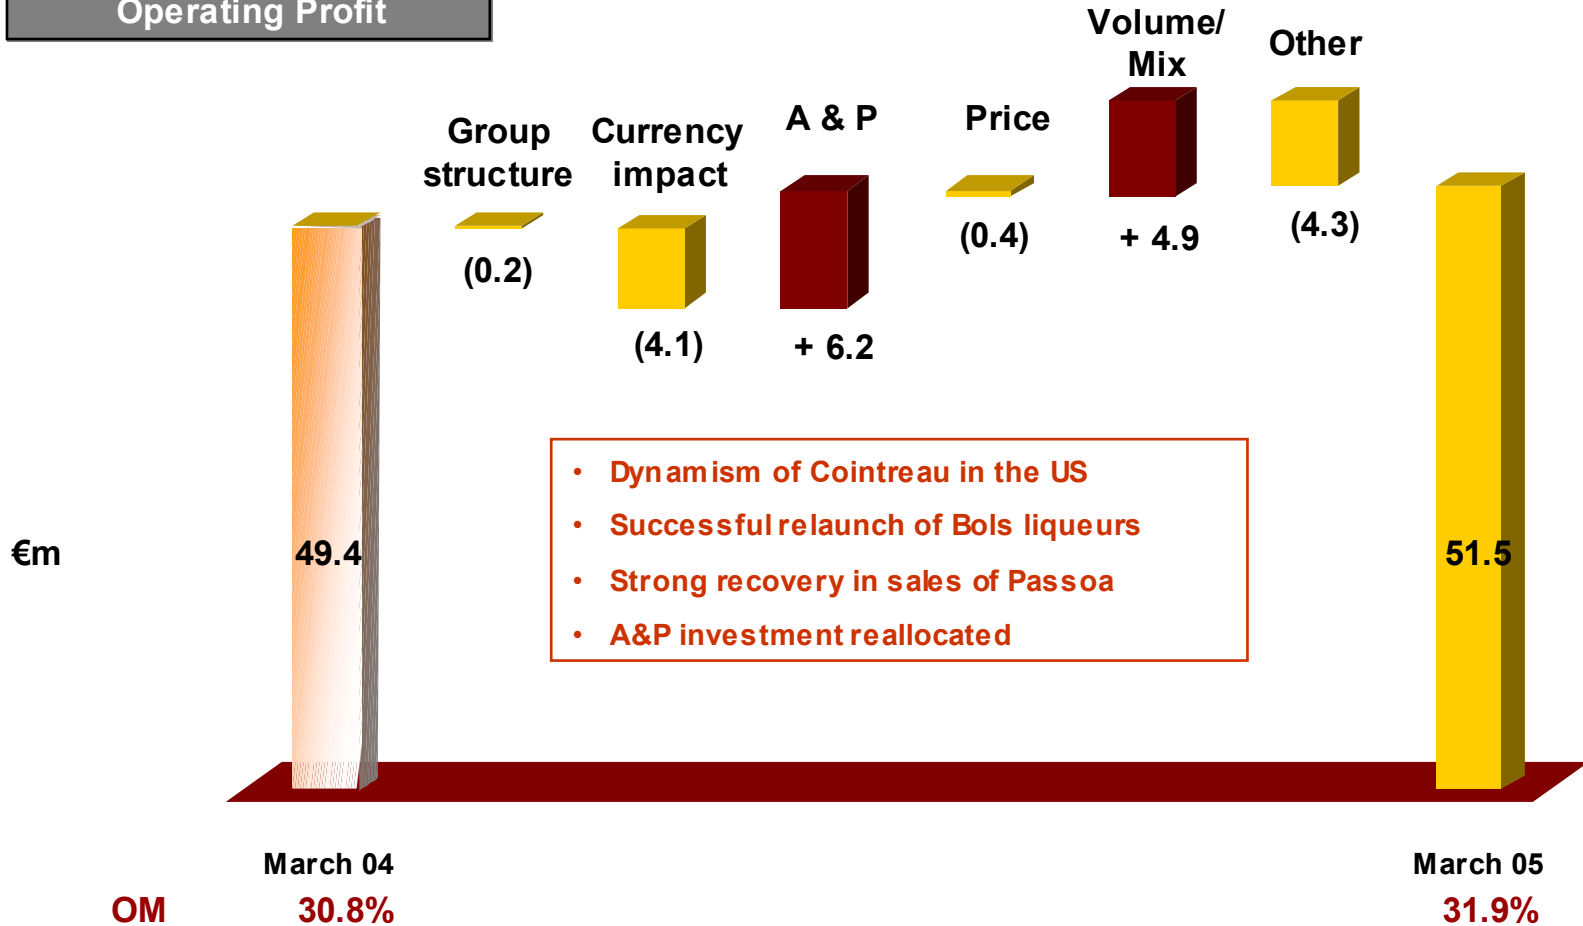 Operating Profit
Volume/
Mix
Other
A & P
Price
Group
structure
Currency
impact
(0.2)
(4.1)
+ 6.2
(0.4)
+ 4.9
(4.3)
• Dynamism of Cointreau in the US
• Successful relaunch of Bols liqueurs
• Strong recovery in sales of Passoa
• A&P investment reallocated
€m
49.4
51.5
March 04
March 05
OM 30.8% 31.9%